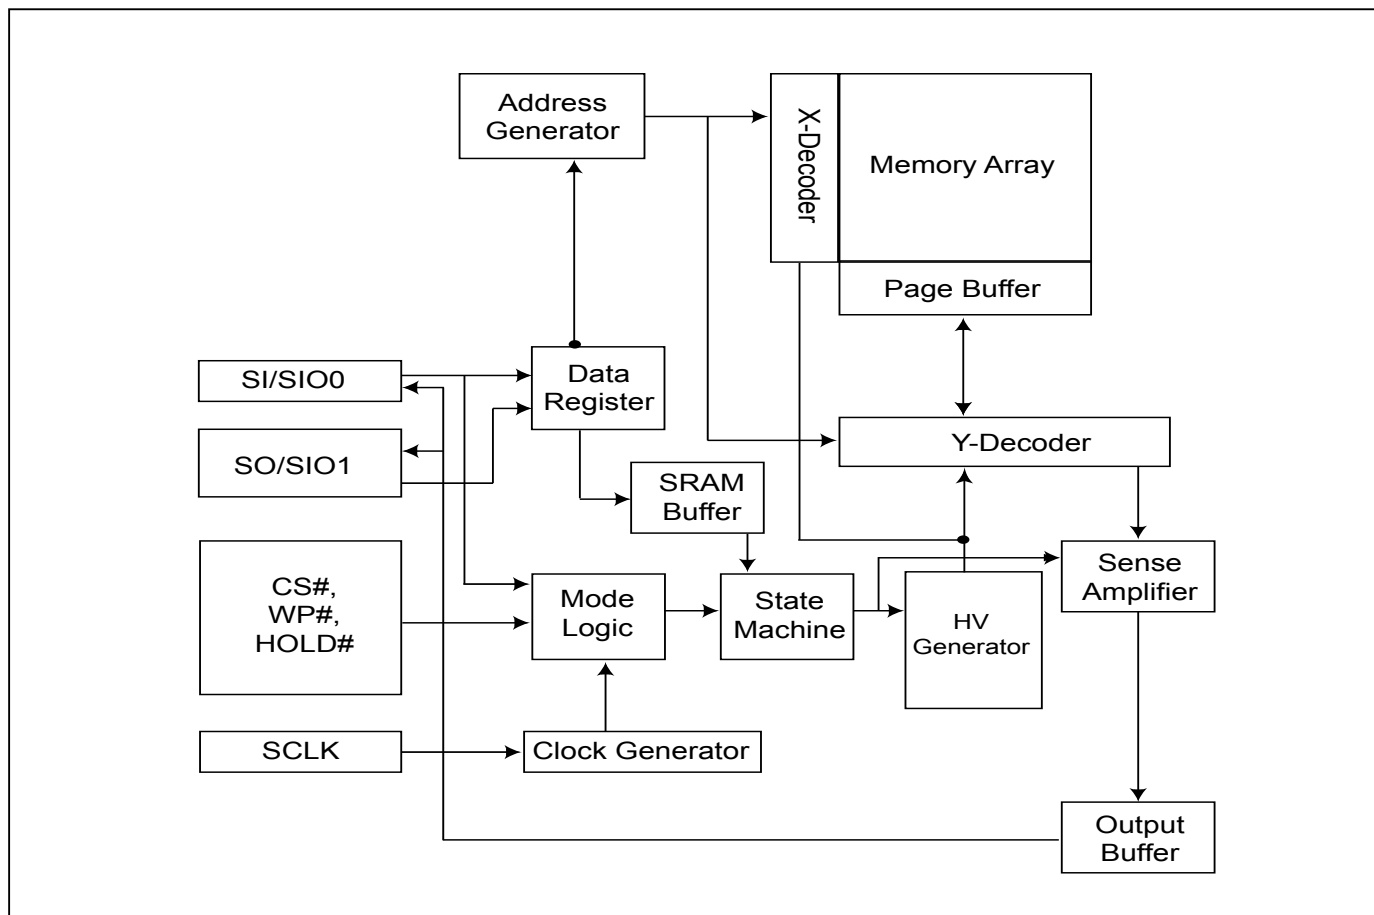 Address
Generator
X-Decoder
Memory Array
Page Buffer
SI/SIO0
Data
Register
SO/SIO1
Y-Decoder
SRAM
Buffer
CS#,
WP#,
HOLD#
Mode
Logic
State
Machine
HV
Generator
Sense
Amplifier
SCLK
Clock Generator
Output
Buffer